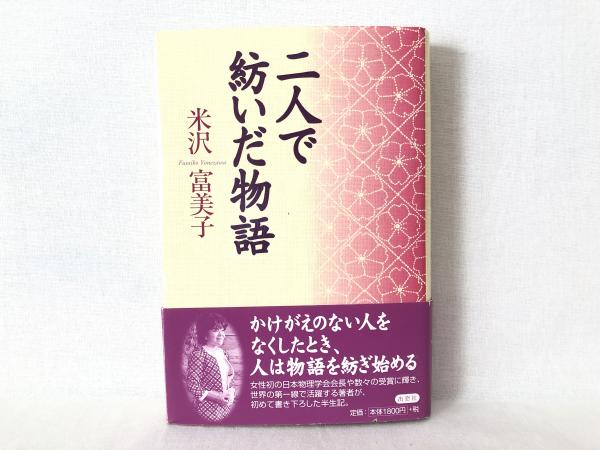 二人で
紡いだ物語
米沢 富美子
Fumiko Yonezawa
かけがえのない人を
なくしたとき、
人は物語を紡ぎ始める
女性初の日本物理学会会長や数々の受賞に輝き、
世界の第一線で活躍する著者が、
初めて書き下ろした半生記。
出窓社
定価:本体1800円+税